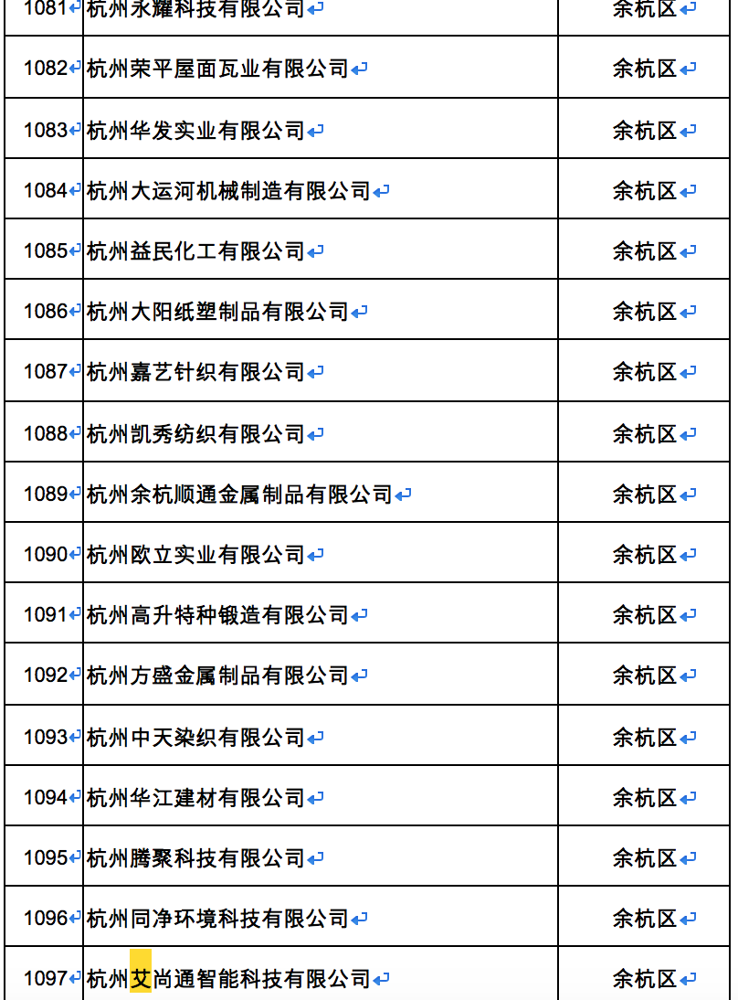 1081 杭州永耀科技有限公司 余杭区
1082 杭州荣平屋面瓦业有限公司 余杭区
1083 杭州华发实业有限公司 余杭区
1084 杭州大运河机械制造有限公司 余杭区
1085 杭州益民化工有限公司 余杭区
1086 杭州大阳纸塑制品有限公司 余杭区
1087 杭州嘉艺针织有限公司 余杭区
1088 杭州凯秀纺织有限公司 余杭区
1089 杭州余杭顺通金属制品有限公司 余杭区
1090 杭州欧立实业有限公司 余杭区
1091 杭州高升特种锻造有限公司 余杭区
1092 杭州方盛金属制品有限公司 余杭区
1093 杭州中天染织有限公司 余杭区
1094 杭州华江建材有限公司 余杭区
1095 杭州腾聚科技有限公司 余杭区
1096 杭州同净环境科技有限公司 余杭区
1097 杭州艾尚通智能科技有限公司 余杭区